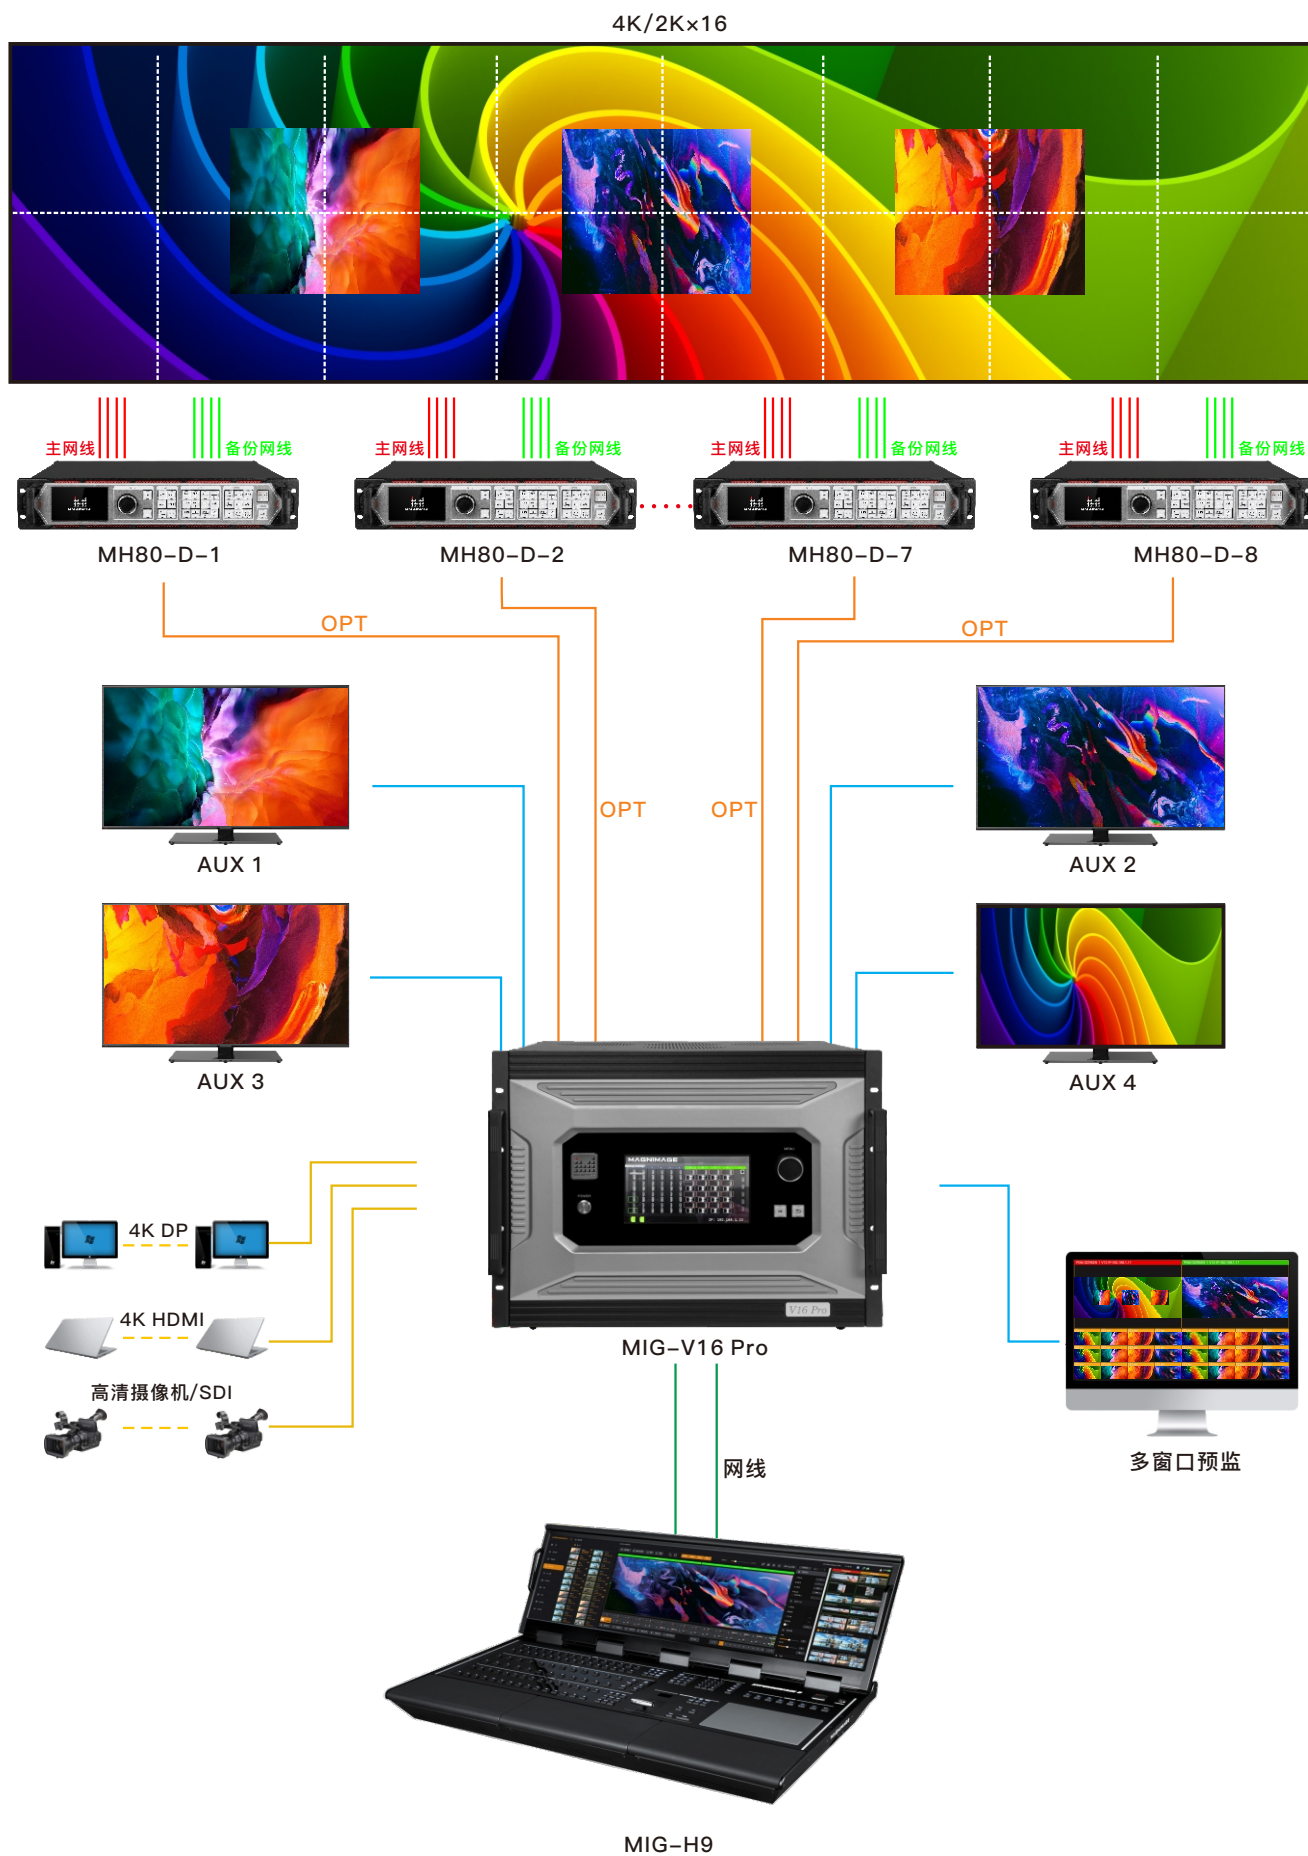 4K/2K×16
主网线
备份网线
主网线
备份网线
主网线
备份网线
主网线
备份网线
MH80-D-1
MH80-D-2
MH80-D-7
MH80-D-8
OPT
OPT
OPT
OPT
AUX 1
AUX 2
AUX 3
AUX 4
MAGNIMAGE
V16 Pro
4K DP
4K HDMI
高清摄像机/SDI
MIG-V16 Pro
多窗口预监
网线
MIG-H9